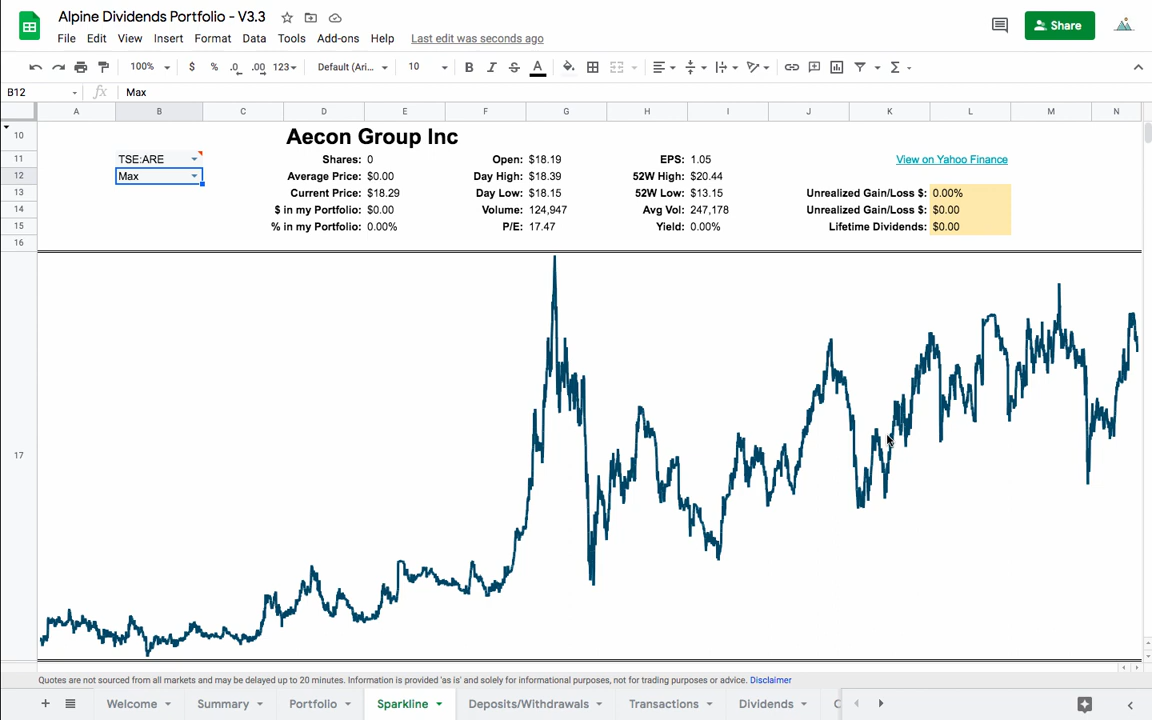 Alpine Dividends Portfolio - V3.3
Share
File Edit View Insert Format Data Tools Add-ons Help Last edit was seconds ago
100% $ % .0 .00 123 Default (Ari... 10 B I S A
B12 fx Max
A B C D E F G H I J K L M N
10 Aecon Group Inc
11 TSE:ARE Shares: 0 Open: $18.19 EPS: 1.05 View on Yahoo Finance
12 Max Average Price: $0.00 Day High: $18.39 52W High: $20.44
13 Current Price: $18.29 Day Low: $18.15 52W Low: $13.15 Unrealized Gain/Loss $: 0.00%
14 $ in my Portfolio: $0.00 Volume: 124,947 Avg Vol: 247,178 Unrealized Gain/Loss $: $0.00
15 % in my Portfolio: 0.00% P/E: 17.47 Yield: 0.00% Lifetime Dividends: $0.00
16
17
Quotes are not sourced from all markets and may be delayed up to 20 minutes. Information is provided 'as is' and solely for informational purposes, not for trading purposes or advice. Disclaimer
Welcome Summary Portfolio Sparkline Deposits/Withdrawals Transactions Dividends